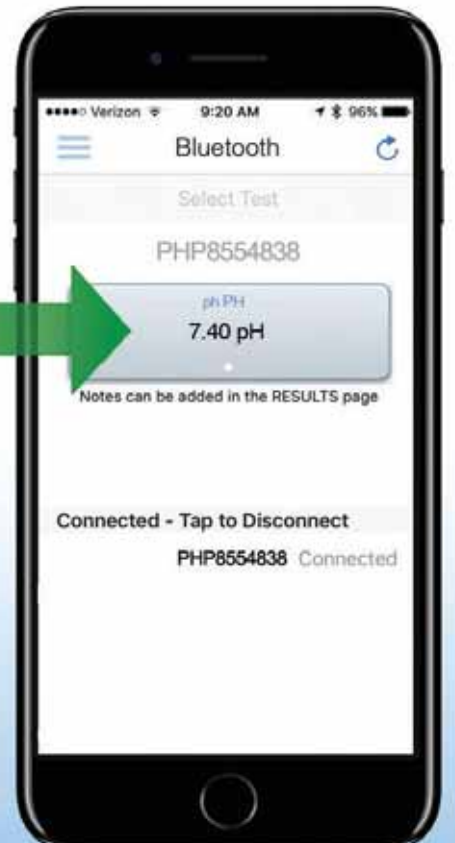 Verizon 9:20 AM 96%
Bluetooth
Select Test
PHP8554838
ph PH
7.40 pH
Notes can be added in the RESULTS page
Connected - Tap to Disconnect
PHP8554838 Connected